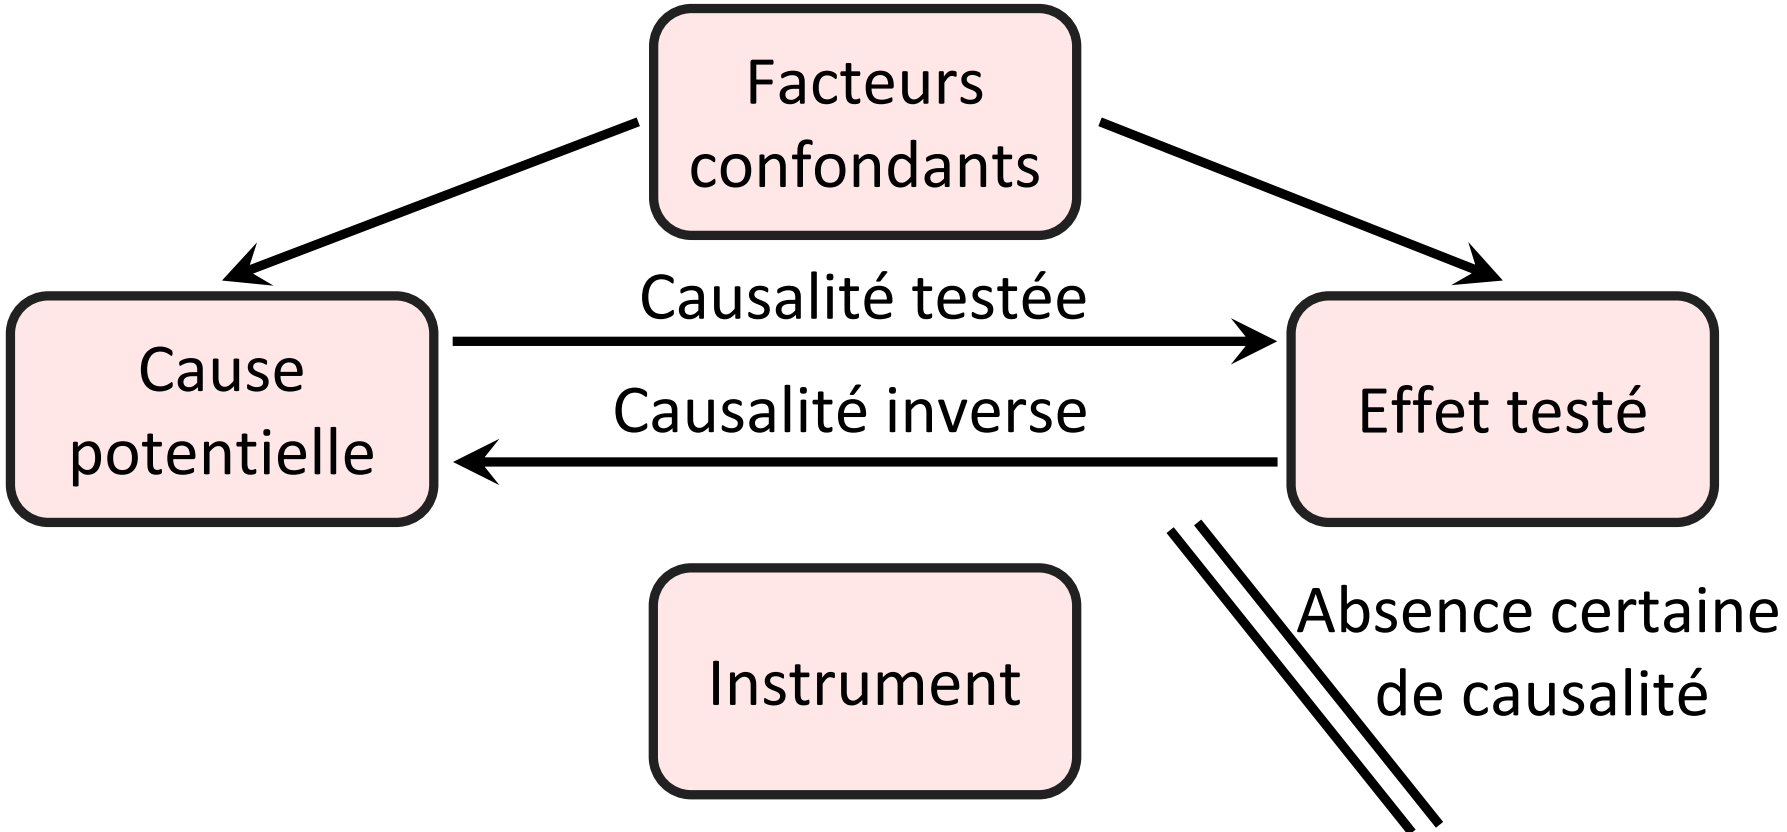 Facteurs
confondants
Causalité testée
Cause
potentielle
Causalité inverse
Effet testé
Instrument
Absence certaine
de causalité